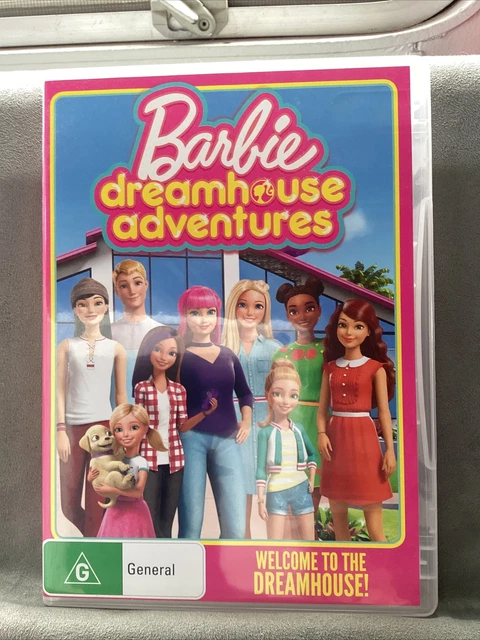 Barbie
dreamhouse
adventures
G
General
WELCOME TO THE
DREAMHOUSE!